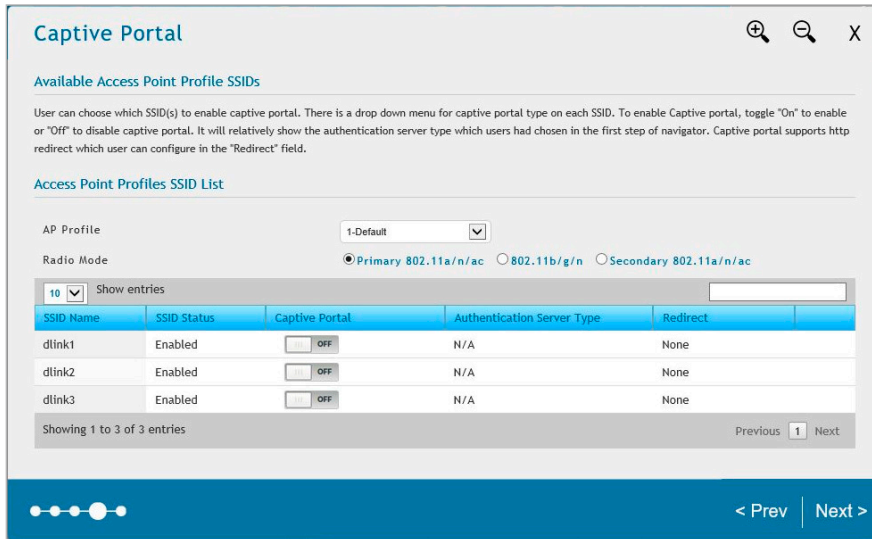 Captive Portal
X
Available Access Point Profile SSIDs
User can choose which SSID(s) to enable captive portal. There is a drop down menu for captive portal type on each SSID. To enable Captive portal, toggle "On" to enable
or "Off" to disable captive portal. It will relatively show the authentication server type which users had chosen in the first step of navigator. Captive portal supports http
redirect which user can configure in the "Redirect" field.
Access Point Profiles SSID List
AP Profile 1-Default
Radio Mode Primary 802.11a/n/ac 802.11b/g/n Secondary 802.11a/n/ac
10 Show entries
SSID Name SSID Status Captive Portal Authentication Server Type Redirect
dlink1 Enabled OFF N/A None
dlink2 Enabled OFF N/A None
dlink3 Enabled OFF N/A None
Showing 1 to 3 of 3 entries Previous 1 Next
< Prev Next >